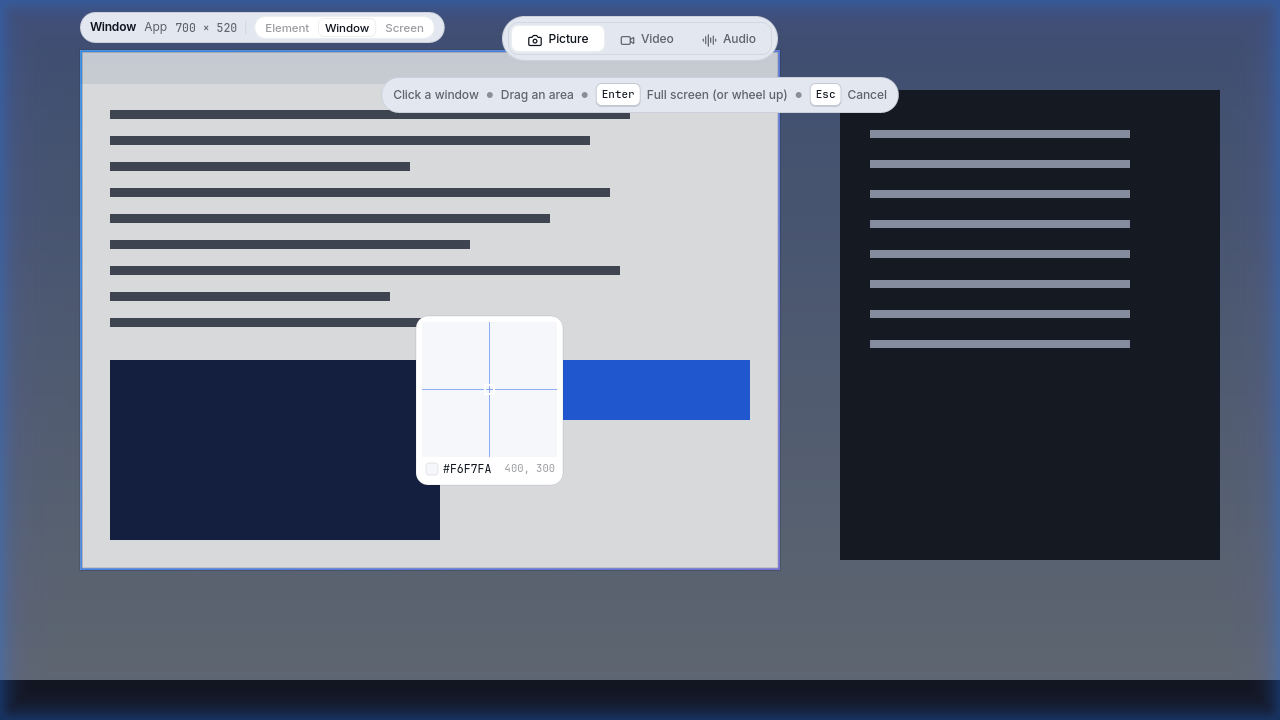 Window App 700 × 520 Element Window Screen
Picture Video Audio
Click a window • Drag an area • Enter Full screen (or wheel up) • Esc Cancel
#F6F7FA 400, 300